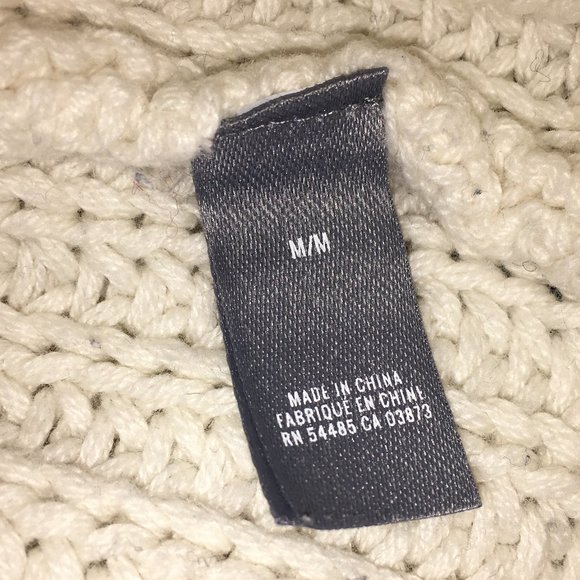 M/M
MADE IN CHINA
FABRIQUÉ EN CHINE
RN 54485 CA 03873